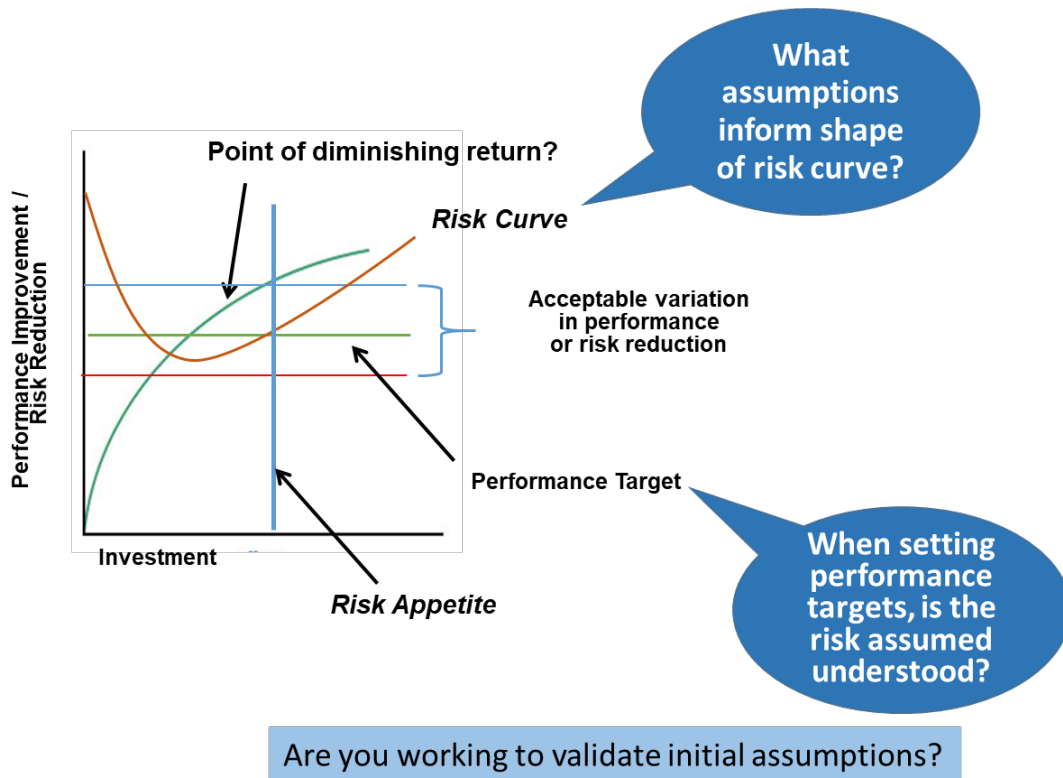 What
assumptions
inform shape
of risk curve?
Point of diminishing return?
Risk Curve
Performance Improvement /
Risk Reduction
Acceptable variation
in performance
or risk reduction
Performance Target
Investment
Risk Appetite
When setting
performance
targets, is the
risk assumed
understood?
Are you working to validate initial assumptions?